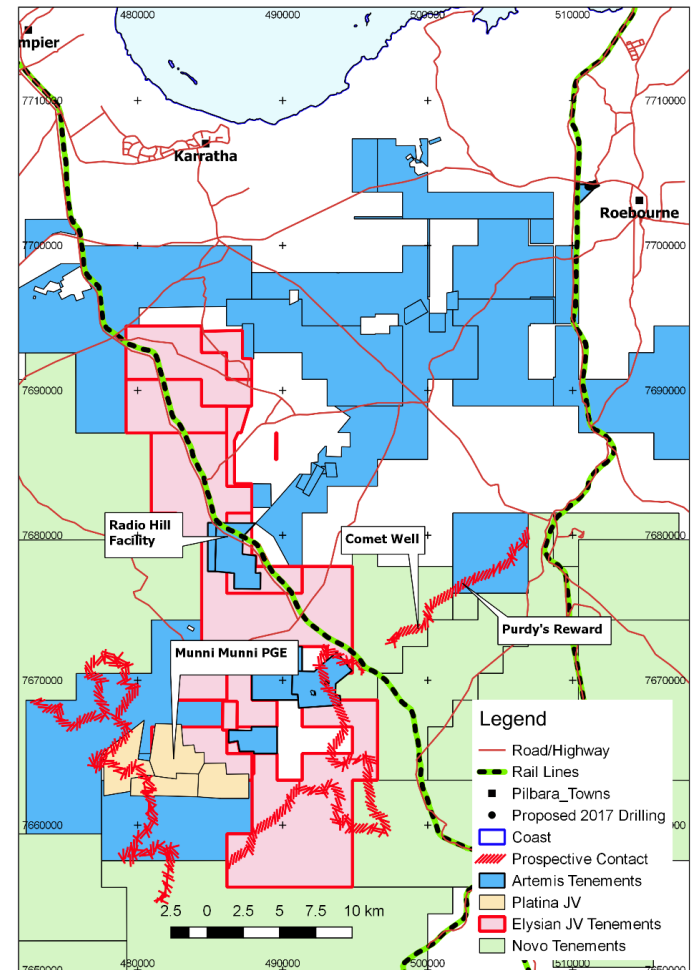 480000
490000
500000
510000
mpier
7710000
7710000
Karratha
Roebourne
7700000
7700000
7690000
7690000
Radio Hill
Facility
Comet Well
7680000
7680000
Purdy's Reward
Munni Munni PGE
7670000
7670000
Legend
Road/Highway
Rail Lines
Pilbara_Towns
Proposed 2017 Drilling
Coast
Prospective Contact
Artemis Tenements
Platina JV
Elysian JV Tenements
Novo Tenements
7660000
2.5 0 2.5 5 7.5 10 km
7650000
480000
490000
500000
510000